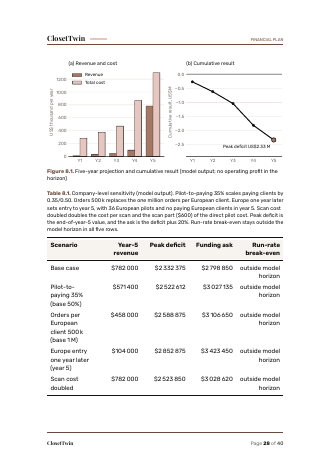 ClosetTwin
FINANCIAL PLAN
(a) Revenue and cost
(b) Cumulative result
Revenue
Total cost
US$ thousand per year
1200
1000
800
600
400
200
0
Y1 Y2 Y3 Y4 Y5
Cumulative result, US$M
0.0
−0.5
−1.0
−1.5
−2.0
−2.5
Peak deficit US$2.33 M
Y1 Y2 Y3 Y4 Y5
Figure 8.1. Five-year projection and cumulative result (model output; no operating profit in the
horizon)
Table 8.1. Company-level sensitivity (model output). Pilot-to-paying 35% scales paying clients by
0.35/0.50. Orders 500 k replaces the one million orders per European client. Europe one year later
sets entry to year 5, with 36 European pilots and no paying European clients in year 5. Scan cost
doubled doubles the cost per scan and the scan part ($600) of the direct pilot cost. Peak deficit is
the end-of-year-5 value, and the ask is the deficit plus 20%. Run-rate break-even stays outside the
model horizon in all five rows.
Scenario Year-5 Peak deficit Funding ask Run-rate
revenue break-even
Base case $782 000 $2 332 375 $2 798 850 outside model
horizon
Pilot-to- $571 400 $2 522 612 $3 027 135 outside model
paying 35% horizon
(base 50%)
Orders per $458 000 $2 588 875 $3 106 650 outside model
European horizon
client 500 k
(base 1 M)
Europe entry $104 000 $2 852 875 $3 423 450 outside model
one year later horizon
(year 5)
Scan cost $782 000 $2 523 850 $3 028 620 outside model
doubled horizon
ClosetTwin
Page 28 of 40